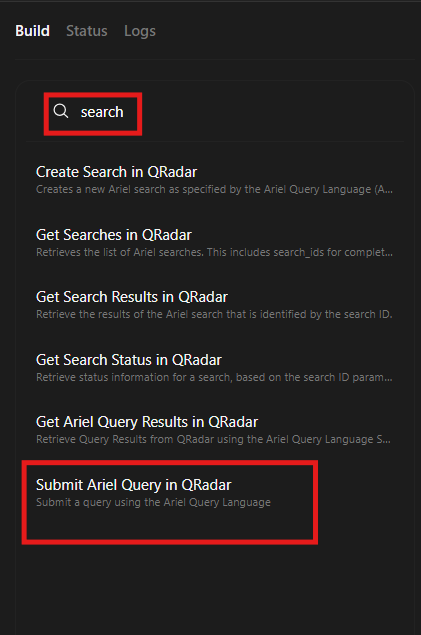 Build Status Logs
search
Create Search in QRadar
Creates a new Ariel search as specified by the Ariel Query Language (A...
Get Searches in QRadar
Retrieves the list of Ariel searches. This includes search_ids for complet...
Get Search Results in QRadar
Retrieve the results of the Ariel search that is identified by the search ID.
Get Search Status in QRadar
Retrieve status information for a search, based on the search ID param...
Get Ariel Query Results in QRadar
Retrieve Query Results from QRadar using the Ariel Query Language S...
Submit Ariel Query in QRadar
Submit a query using the Ariel Query Language